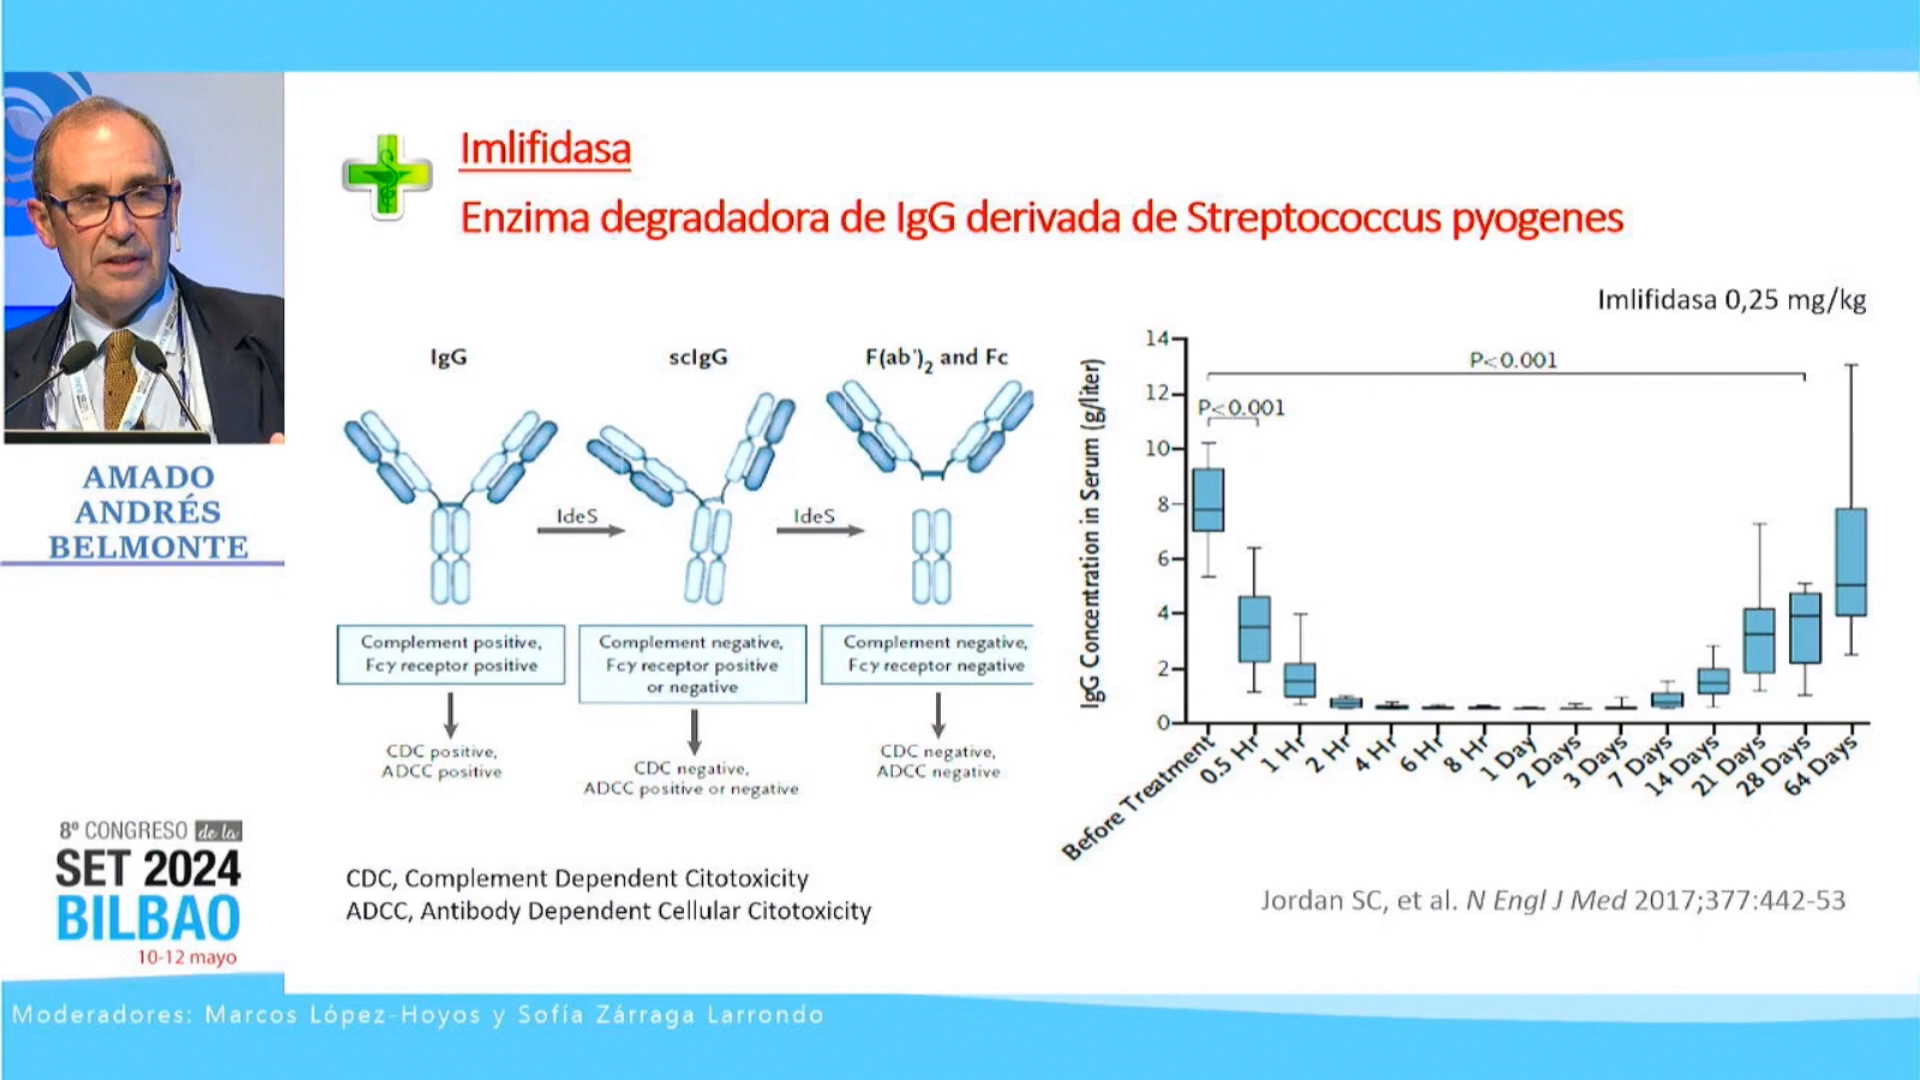 Imlifidasa
Enzima degradadora de IgG derivada de Streptococcus pyogenes
Imlifidasa 0,25 mg/kg
IgG
scIgG
F(ab')₂ and Fc
IdeS
IdeS
Complement positive,
Fcγ receptor positive
Complement negative,
Fcγ receptor positive
or negative
Complement negative,
Fcγ receptor negative
CDC positive,
ADCC positive
CDC negative,
ADCC positive or negative
CDC negative,
ADCC negative
CDC, Complement Dependent Citotoxicity
ADCC, Antibody Dependent Cellular Citotoxicity
IgG Concentration in Serum (g/liter)
14
12
10
8
6
4
2
0
P<0.001
P<0.001
Before Treatment
0.5 Hr
1 Hr
2 Hr
4 Hr
6 Hr
8 Hr
1 Day
2 Days
3 Days
7 Days
14 Days
21 Days
28 Days
64 Days
Jordan SC, et al. N Engl J Med 2017;377:442-53
AMADO
ANDRÉS
BELMONTE
8º CONGRESO de la
SET 2024
BILBAO
10-12 mayo
Moderadores: Marcos López-Hoyos y Sofía Zárraga Larrondo